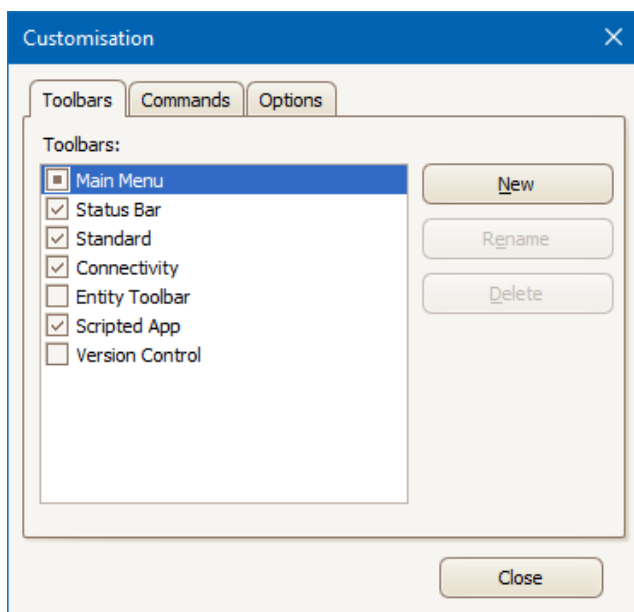 Customisation
Toolbars Commands Options
Toolbars:
Main Menu
New
Status Bar
Standard
Rename
Connectivity
Entity Toolbar
Delete
Scripted App
Version Control
Close